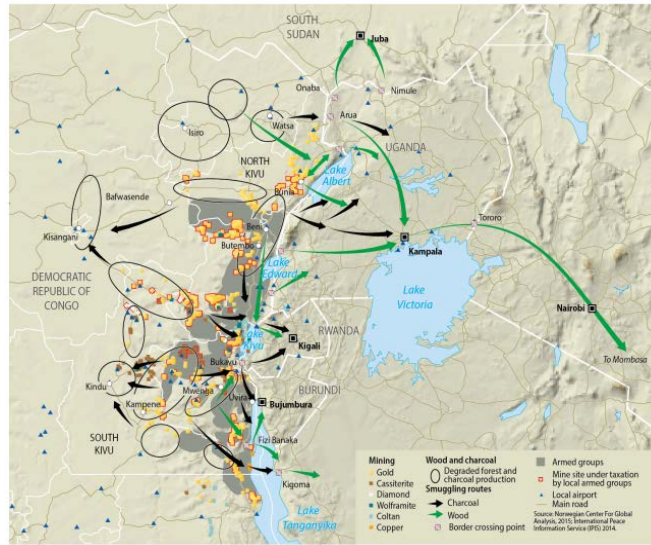 SOUTH
SUDAN
Juba
Onaba
Nimule
Watsa
Arua
Isiro
UGANDA
NORTH
KIVU
Lake
Albert
Bunia
Bafwasende
Tororo
Beni
Kisangani
Butembo
Kampala
Lake
Edward
DEMOCRATIC
REPUBLIC OF
CONGO
Lake
Victoria
Nairobi
RWANDA
Lake
Kivu
Kigali
To Mombasa
Bukavu
Kindu
BURUNDI
Mwenga
Kampene
Uvira
Bujumbura
SOUTH
KIVU
Fizi Banaka
Kigoma
Lake
Tanganyika
Mining
Gold
Cassiterite
Diamond
Wolframite
Coltan
Copper
Wood and charcoal
Degraded forest and
charcoal production
Smuggling routes
Charcoal
Wood
Border crossing point
Armed groups
Mine site under taxation
by local armed groups
Local airport
Main road
Source: Norwegian Center For Global
Analysis, 2015; International Peace
Information Service (IPIS) 2014.